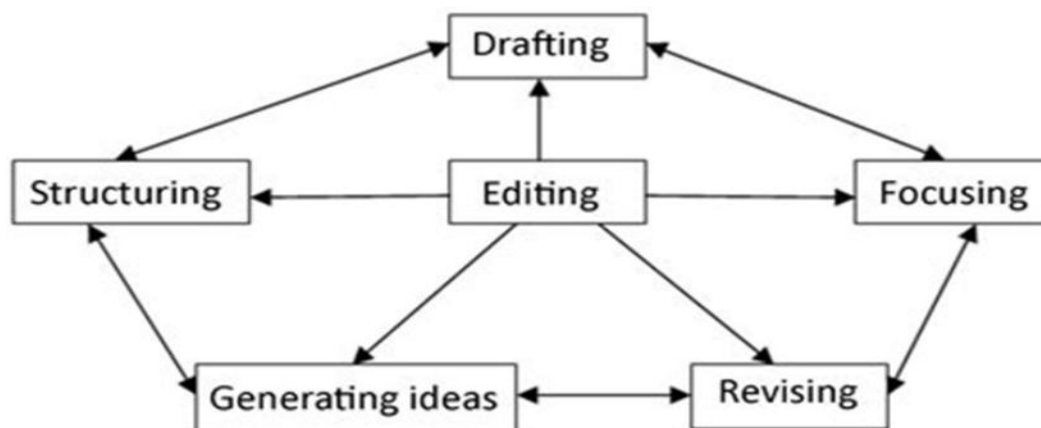 Drafting
Structuring
Editing
Focusing
Generating ideas
Revising